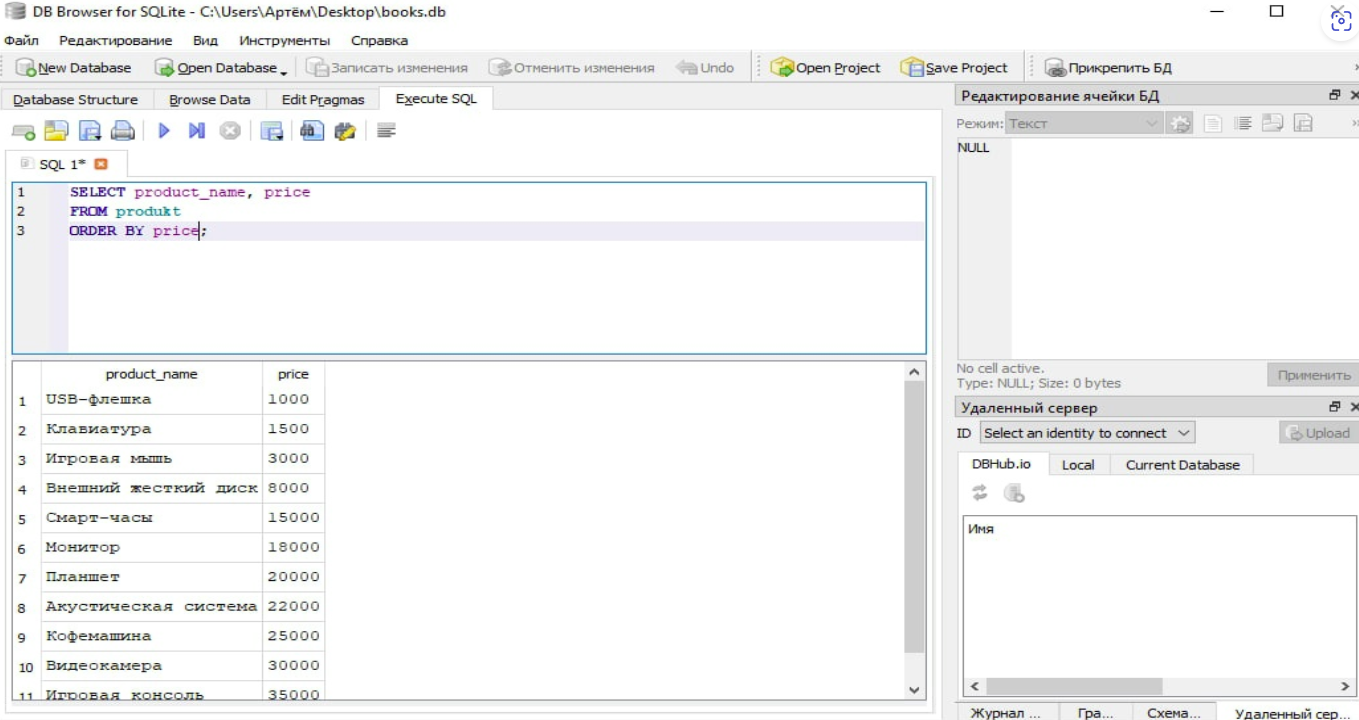 DB Browser for SQLite - C:\Users\Артём\Desktop\books.db
Файл Редактирование Вид Инструменты Справка
New Database Open Database Записать изменения Отменить изменения Undo Open Project Save Project Прикрепить БД
Database Structure Browse Data Edit Pragmas Execute SQL
SQL 1*
1 SELECT product_name, price
2 FROM produkt
3 ORDER BY price;
product_name price
1 USB-флешка 1000
2 Клавиатура 1500
3 Игровая мышь 3000
4 Внешний жесткий диск 8000
5 Смарт-часы 15000
6 Монитор 18000
7 Планшет 20000
8 Акустическая система 22000
9 Кофемашина 25000
10 Видеокамера 30000
11 Игровая консоль 35000
Редактирование ячейки БД
Режим: Текст
NULL
No cell active.
Type: NULL; Size: 0 bytes
Применить
Удаленный сервер
ID Select an identity to connect Upload
DBHub.io Local Current Database
Имя
Журнал ... Гра... Схема... Удаленный сер...